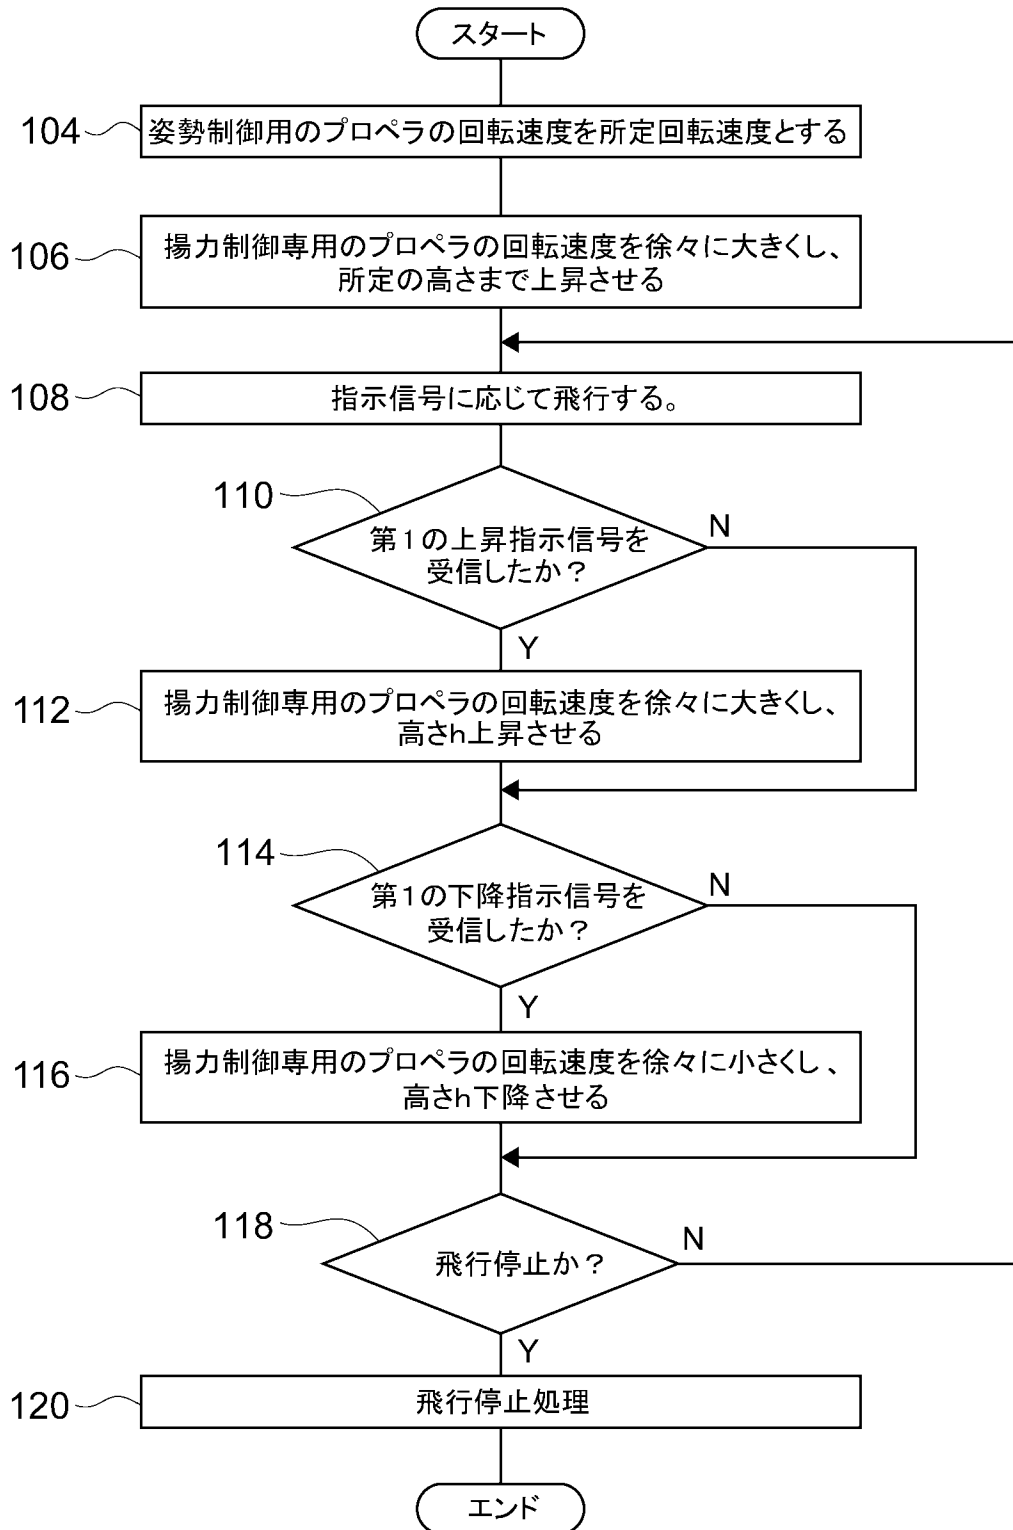 スタート
104
姿勢制御用のプロペラの回転速度を所定回転速度とする
106
揚力制御専用のプロペラの回転速度を徐々に大きくし、
所定の高さまで上昇させる
108
指示信号に応じて飛行する。
110
第1の上昇指示信号を
受信したか？
N
Y
112
揚力制御専用のプロペラの回転速度を徐々に大きくし、
高さh上昇させる
114
第1の下降指示信号を
受信したか？
N
Y
116
揚力制御専用のプロペラの回転速度を徐々に小さくし、
高さh下降させる
118
飛行停止か？
N
Y
120
飛行停止処理
エンド